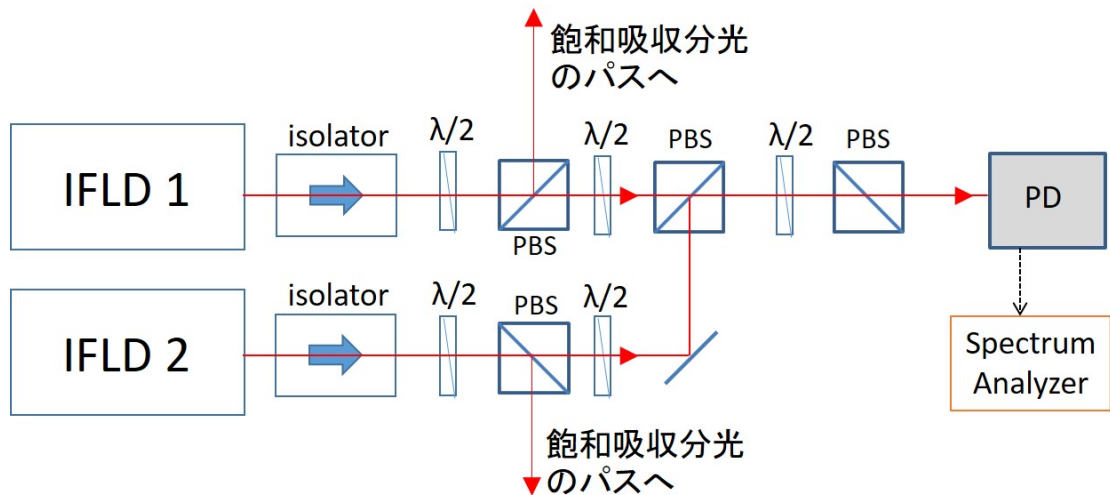 飽和吸収分光
のパスへ
IFLD 1
isolator
λ/2
PBS
λ/2
PBS
λ/2
PBS
PD
IFLD 2
isolator
λ/2
PBS
λ/2
Spectrum
Analyzer
飽和吸収分光
のパスへ